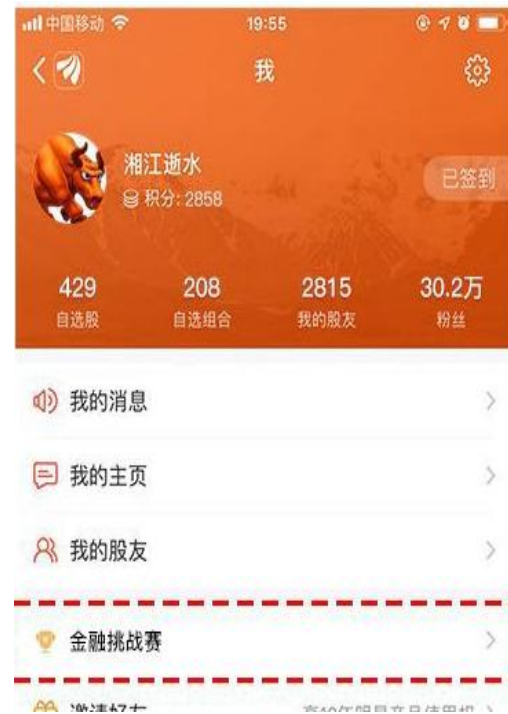 中国移动 19:55
我
湘江逝水
积分: 2858
已签到
429 208 2815 30.2万
自选股 自选组合 我的股友 粉丝
我的消息
我的主页
我的股友
金融挑战赛
邀请好友